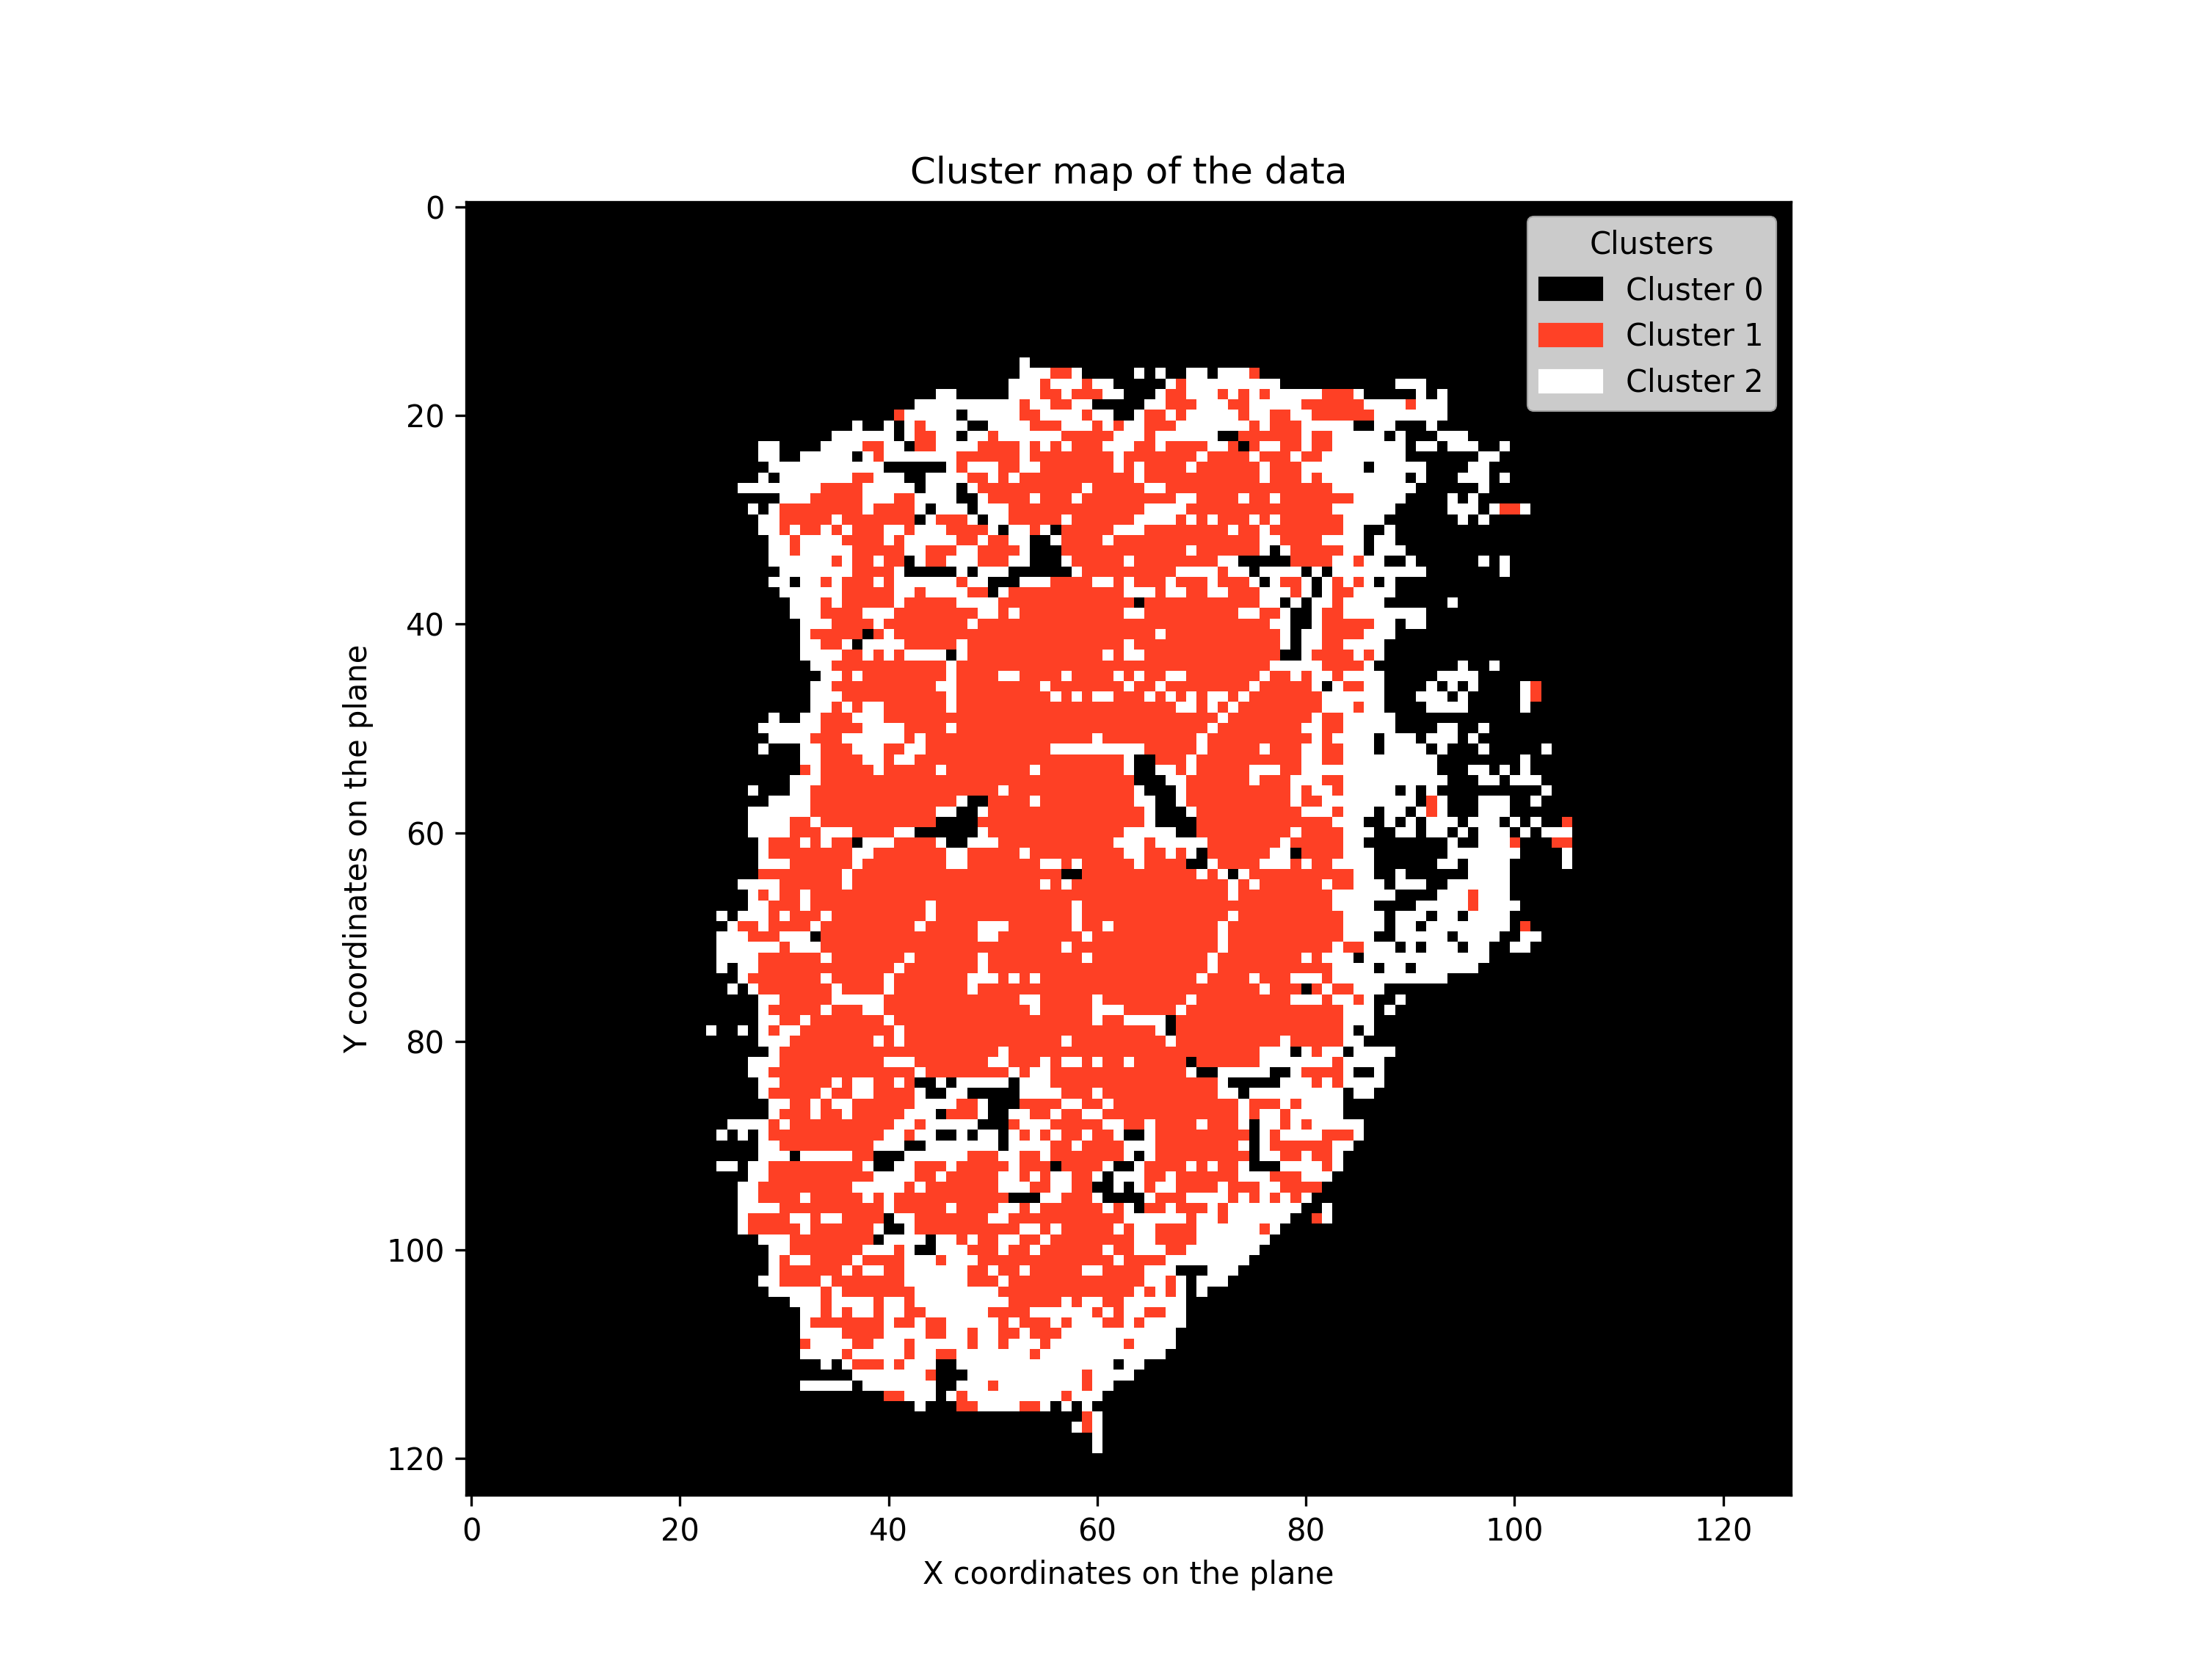 Cluster map of the data
Clusters
Cluster 0
Cluster 1
Cluster 2
Y coordinates on the plane
0
20
40
60
80
100
120
0 20 40 60 80 100 120
X coordinates on the plane